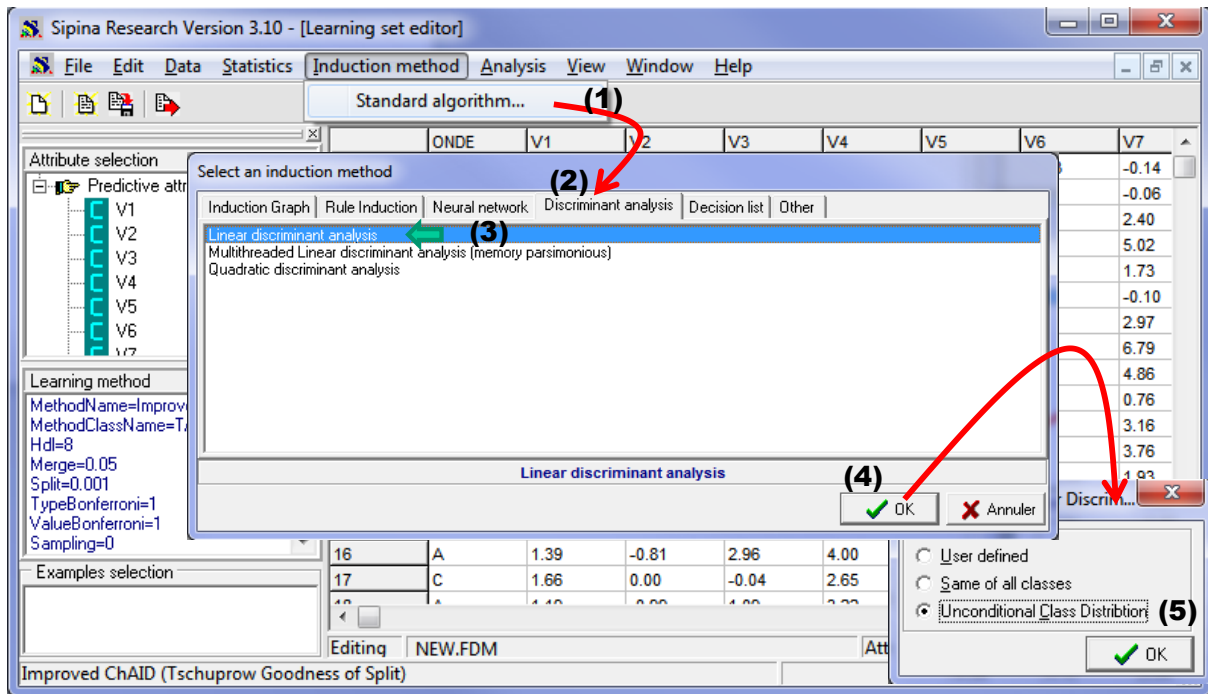 Sipina Research Version 3.10 - [Learning set editor]
File Edit Data Statistics Induction method Analysis View Window Help
Standard algorithm... (1)
ONDE V1 V2 V3 V4 V5 V6 V7
Attribute selection
Predictive attr
V1
V2
V3
V4
V5
V6
V7
Select an induction method
(2)
Induction Graph Rule Induction Neural network Discriminant analysis Decision list Other
Linear discriminant analysis (3)
Multithreaded Linear discriminant analysis (memory parsimonious)
Quadratic discriminant analysis
Linear discriminant analysis
(4)
OK Annuler
-0.14
-0.06
2.40
5.02
1.73
-0.10
2.97
6.79
4.86
0.76
3.16
3.76
1.93
Learning method
MethodName=Improv
MethodClassName=T
Hdl=8
Merge=0.05
Split=0.001
TypeBonferroni=1
ValueBonferroni=1
Sampling=0
Examples selection
16 A 1.39 -0.81 2.96 4.00
17 C 1.66 0.00 -0.04 2.65
Discrim...
User defined
Same of all classes
Unconditional Class Distribtion (5)
OK
Editing NEW.FDM Att
Improved ChAID (Tschuprow Goodness of Split)